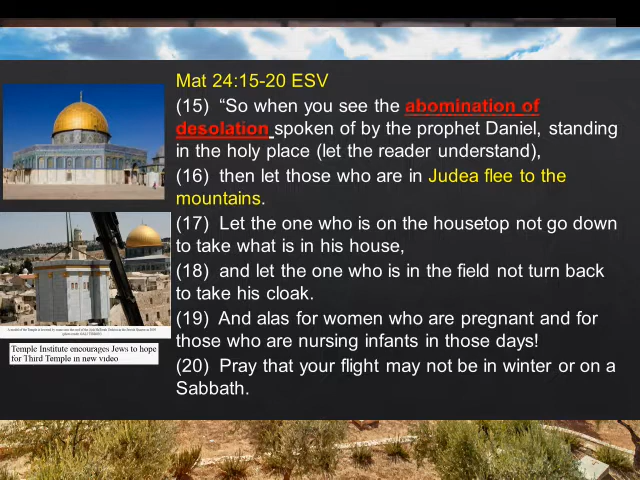 Mat 24:15-20 ESV
(15) “So when you see the abomination of
desolation spoken of by the prophet Daniel, standing
in the holy place (let the reader understand),
(16) then let those who are in Judea flee to the
mountains.
(17) Let the one who is on the housetop not go down
to take what is in his house,
(18) and let the one who is in the field not turn back
to take his cloak.
(19) And alas for women who are pregnant and for
those who are nursing infants in those days!
(20) Pray that your flight may not be in winter or on a
Sabbath.
Temple Institute encourages Jews to hope
for Third Temple in new video